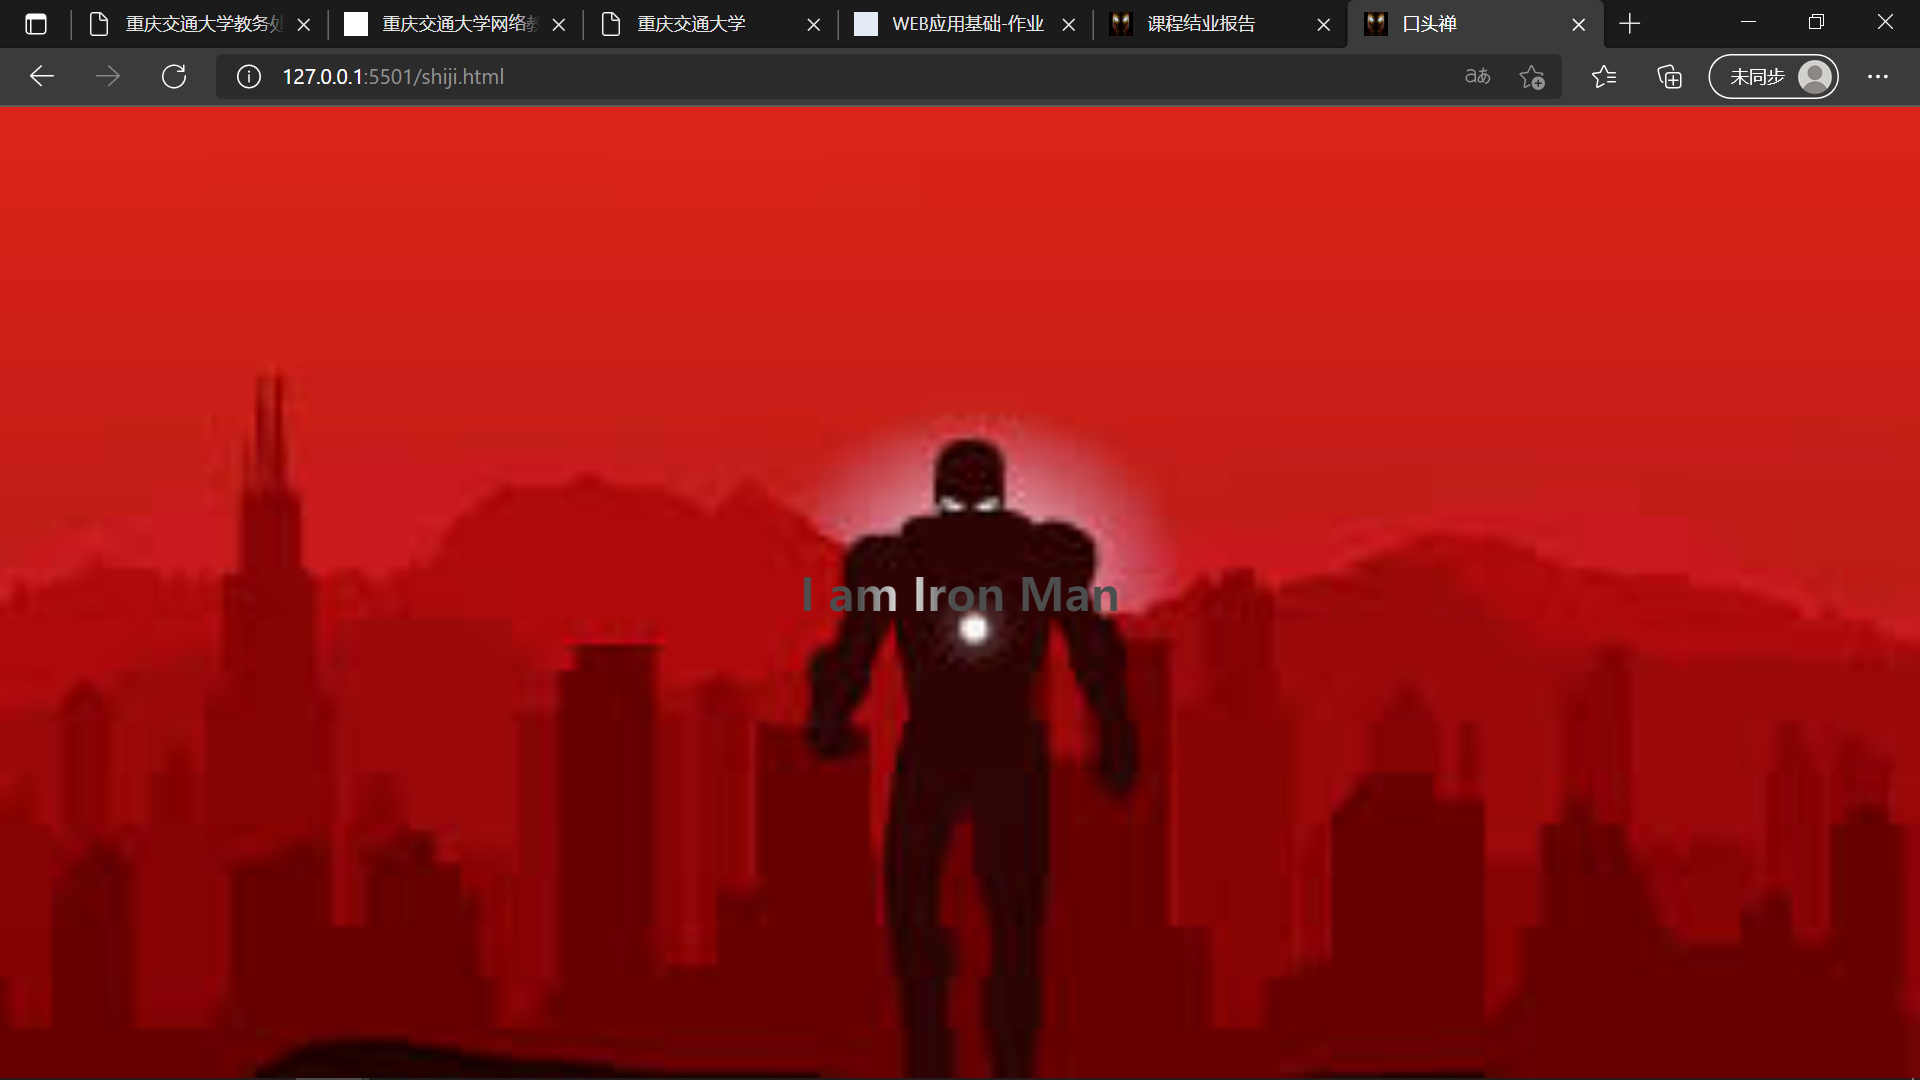 重庆交通大学教务处
重庆交通大学网络教
重庆交通大学
WEB应用基础-作业
课程结业报告
口头禅
127.0.0.1:5501/shiji.html
aあ
未同步
I am Iron Man